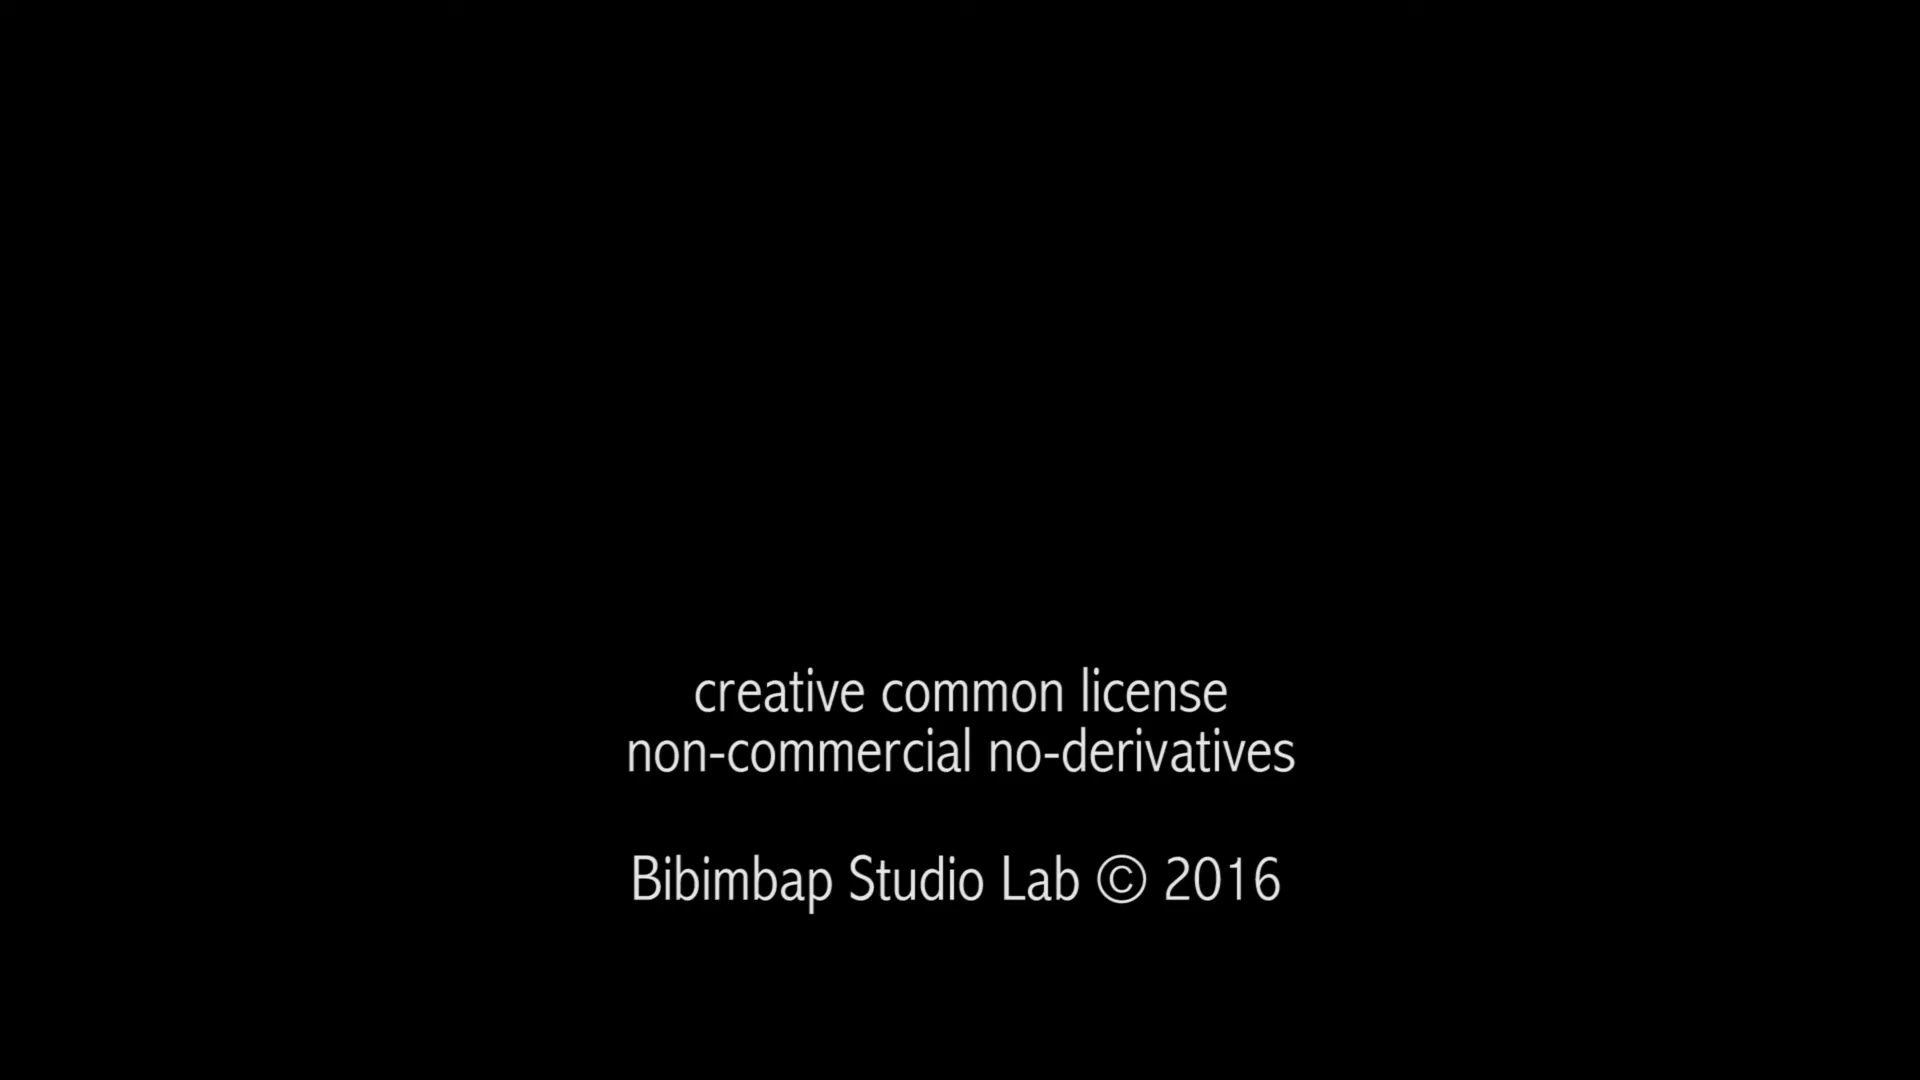 creative common license
non-commercial no-derivatives
Bibimbap Studio Lab © 2016